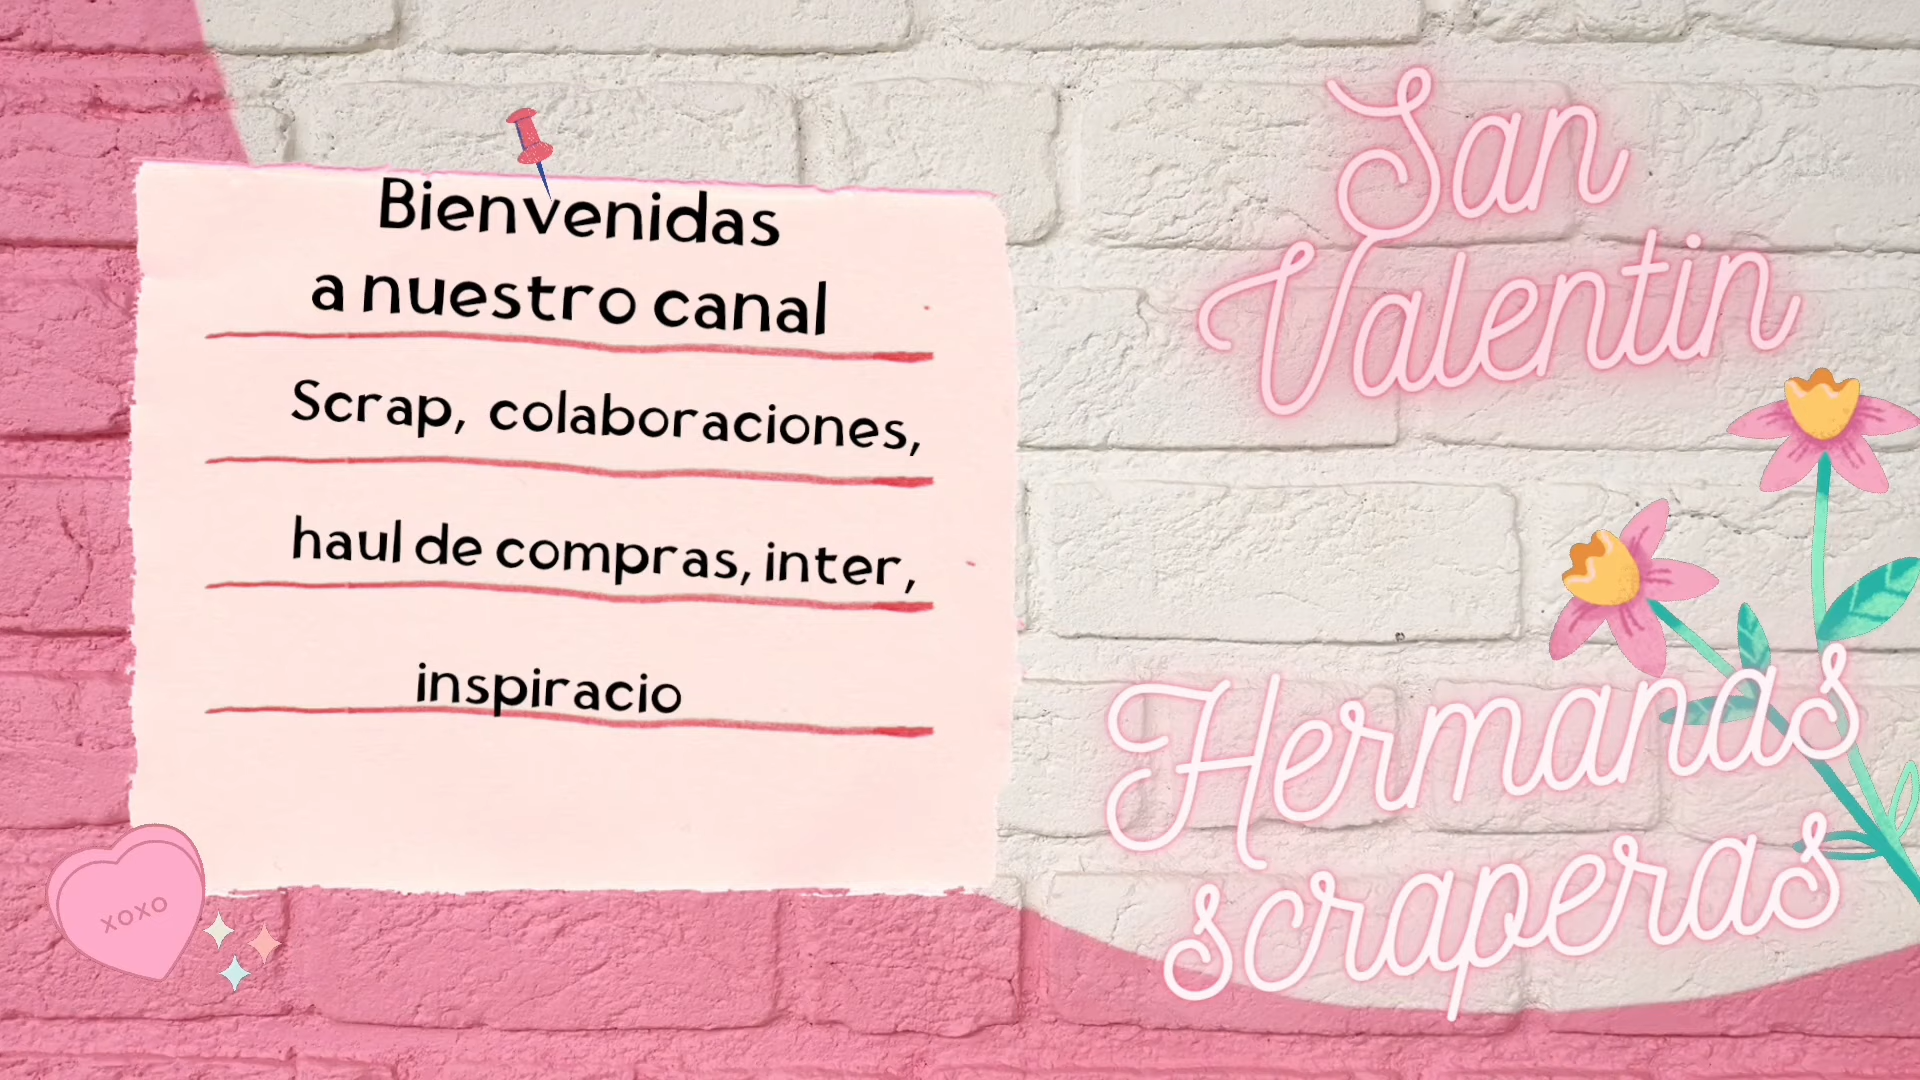 Bienvenidas
a nuestro canal
Scrap, colaboraciones,
haul de compras, inter,
inspiracio
xoxo
San
Valentin
Hermanas
scraperas